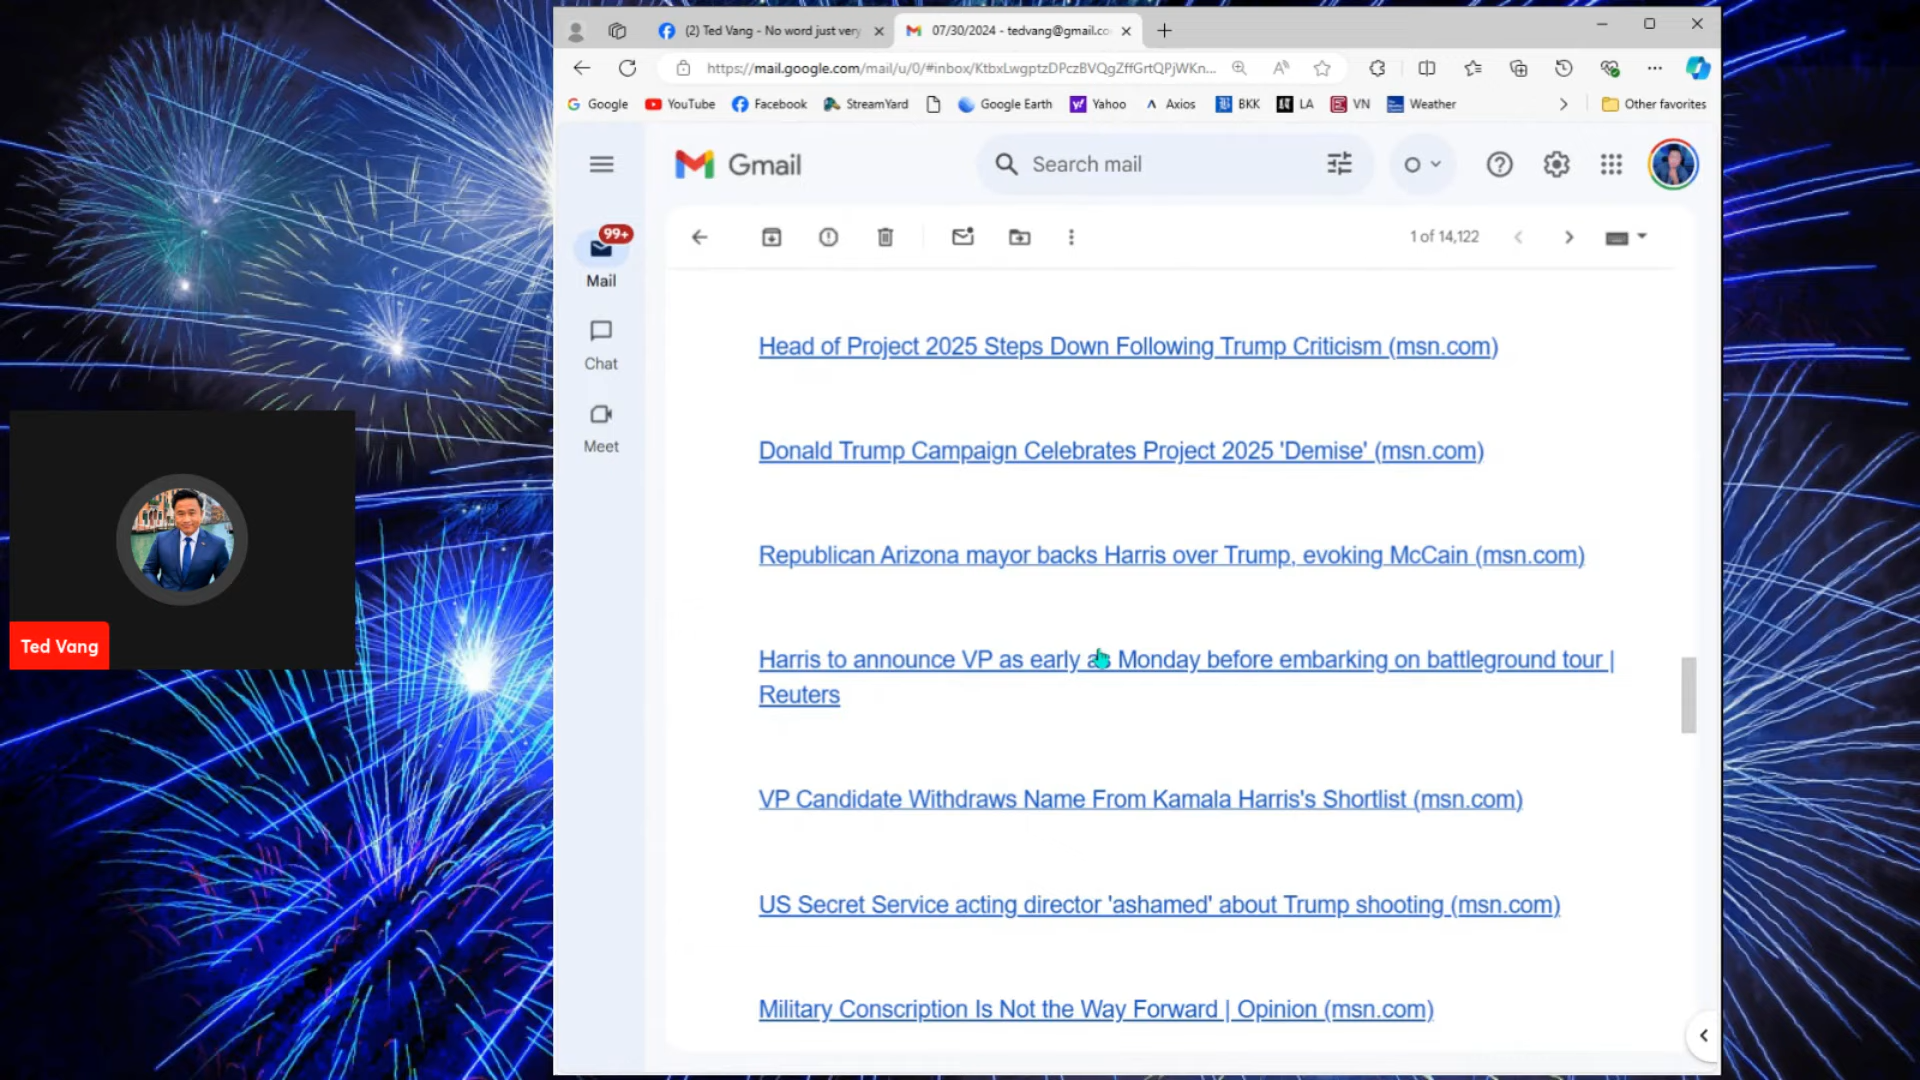 (2) Ted Vang - No word just very
07/30/2024 - tedvang@gmail.co
https://mail.google.com/mail/u/0/#inbox/KtbxLwgptzDPczBVQgZffGrtQPjWKn...
Google YouTube Facebook StreamYard Google Earth Yahoo Axios BKK LA VN Weather Other favorites
Gmail
Search mail
99+
Mail
1 of 14,122
Chat
Meet
Head of Project 2025 Steps Down Following Trump Criticism (msn.com)
Donald Trump Campaign Celebrates Project 2025 'Demise' (msn.com)
Republican Arizona mayor backs Harris over Trump, evoking McCain (msn.com)
Harris to announce VP as early as Monday before embarking on battleground tour |
Reuters
VP Candidate Withdraws Name From Kamala Harris's Shortlist (msn.com)
US Secret Service acting director 'ashamed' about Trump shooting (msn.com)
Military Conscription Is Not the Way Forward | Opinion (msn.com)
Ted Vang